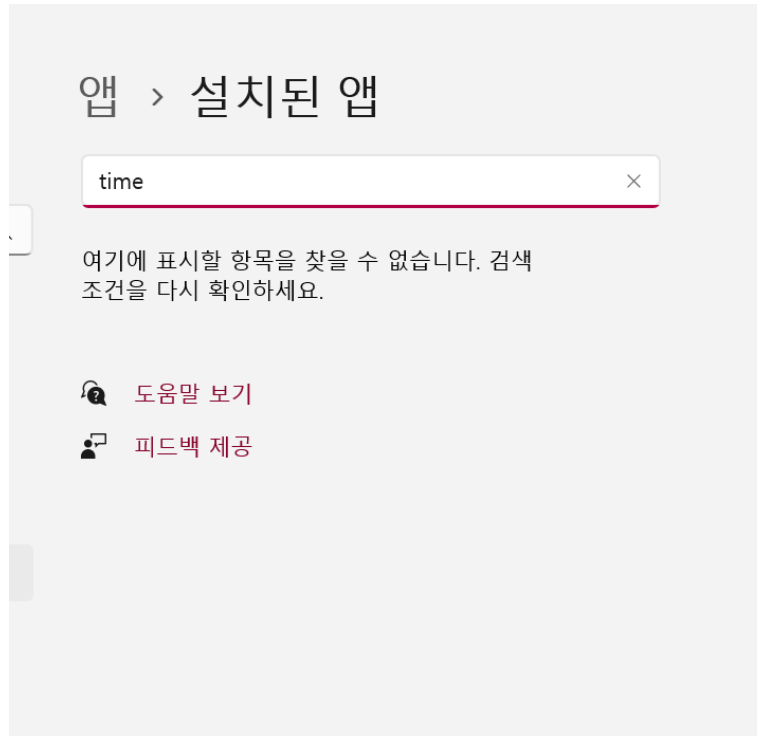 앱 > 설치된 앱
time
여기에 표시할 항목을 찾을 수 없습니다. 검색
조건을 다시 확인하세요.
도움말 보기
피드백 제공